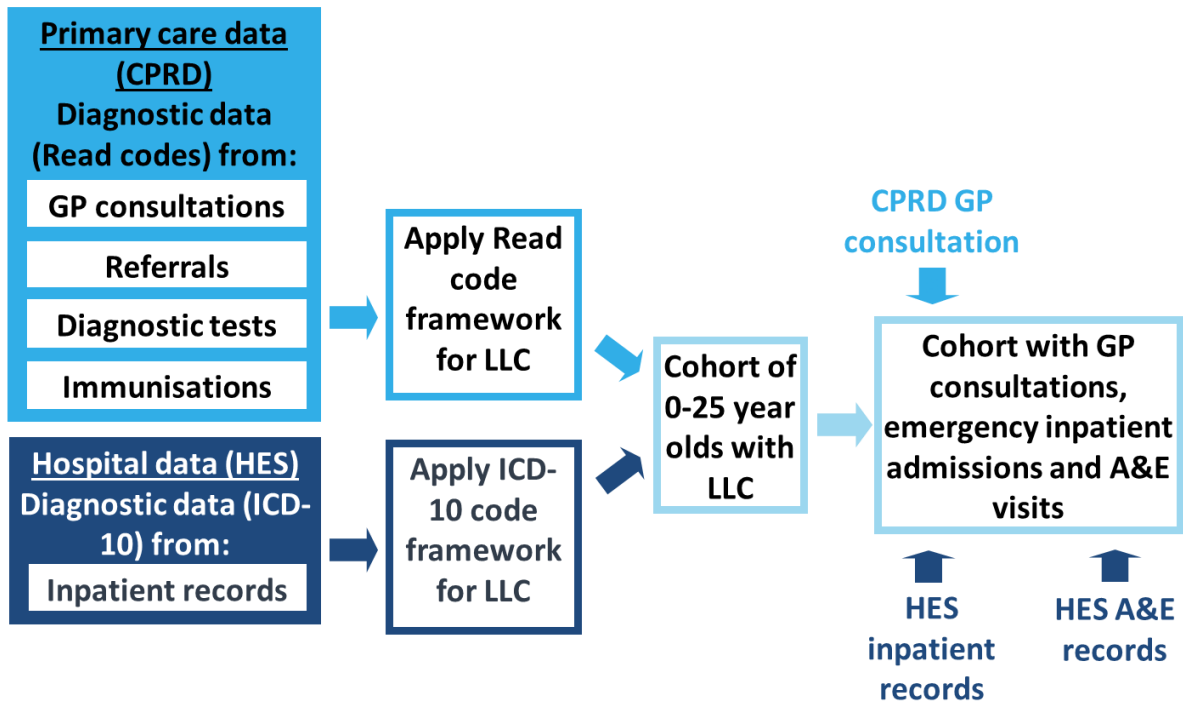 Primary care data
(CPRD)
Diagnostic data
(Read codes) from:
GP consultations
Referrals
Diagnostic tests
Immunisations
Hospital data (HES)
Diagnostic data (ICD-
10) from:
Inpatient records
Apply Read
code
framework
for LLC
Apply ICD-
10 code
framework
for LLC
Cohort of
0-25 year
olds with
LLC
CPRD GP
consultation
Cohort with GP
consultations,
emergency inpatient
admissions and A&E
visits
HES
inpatient
records
HES A&E
records